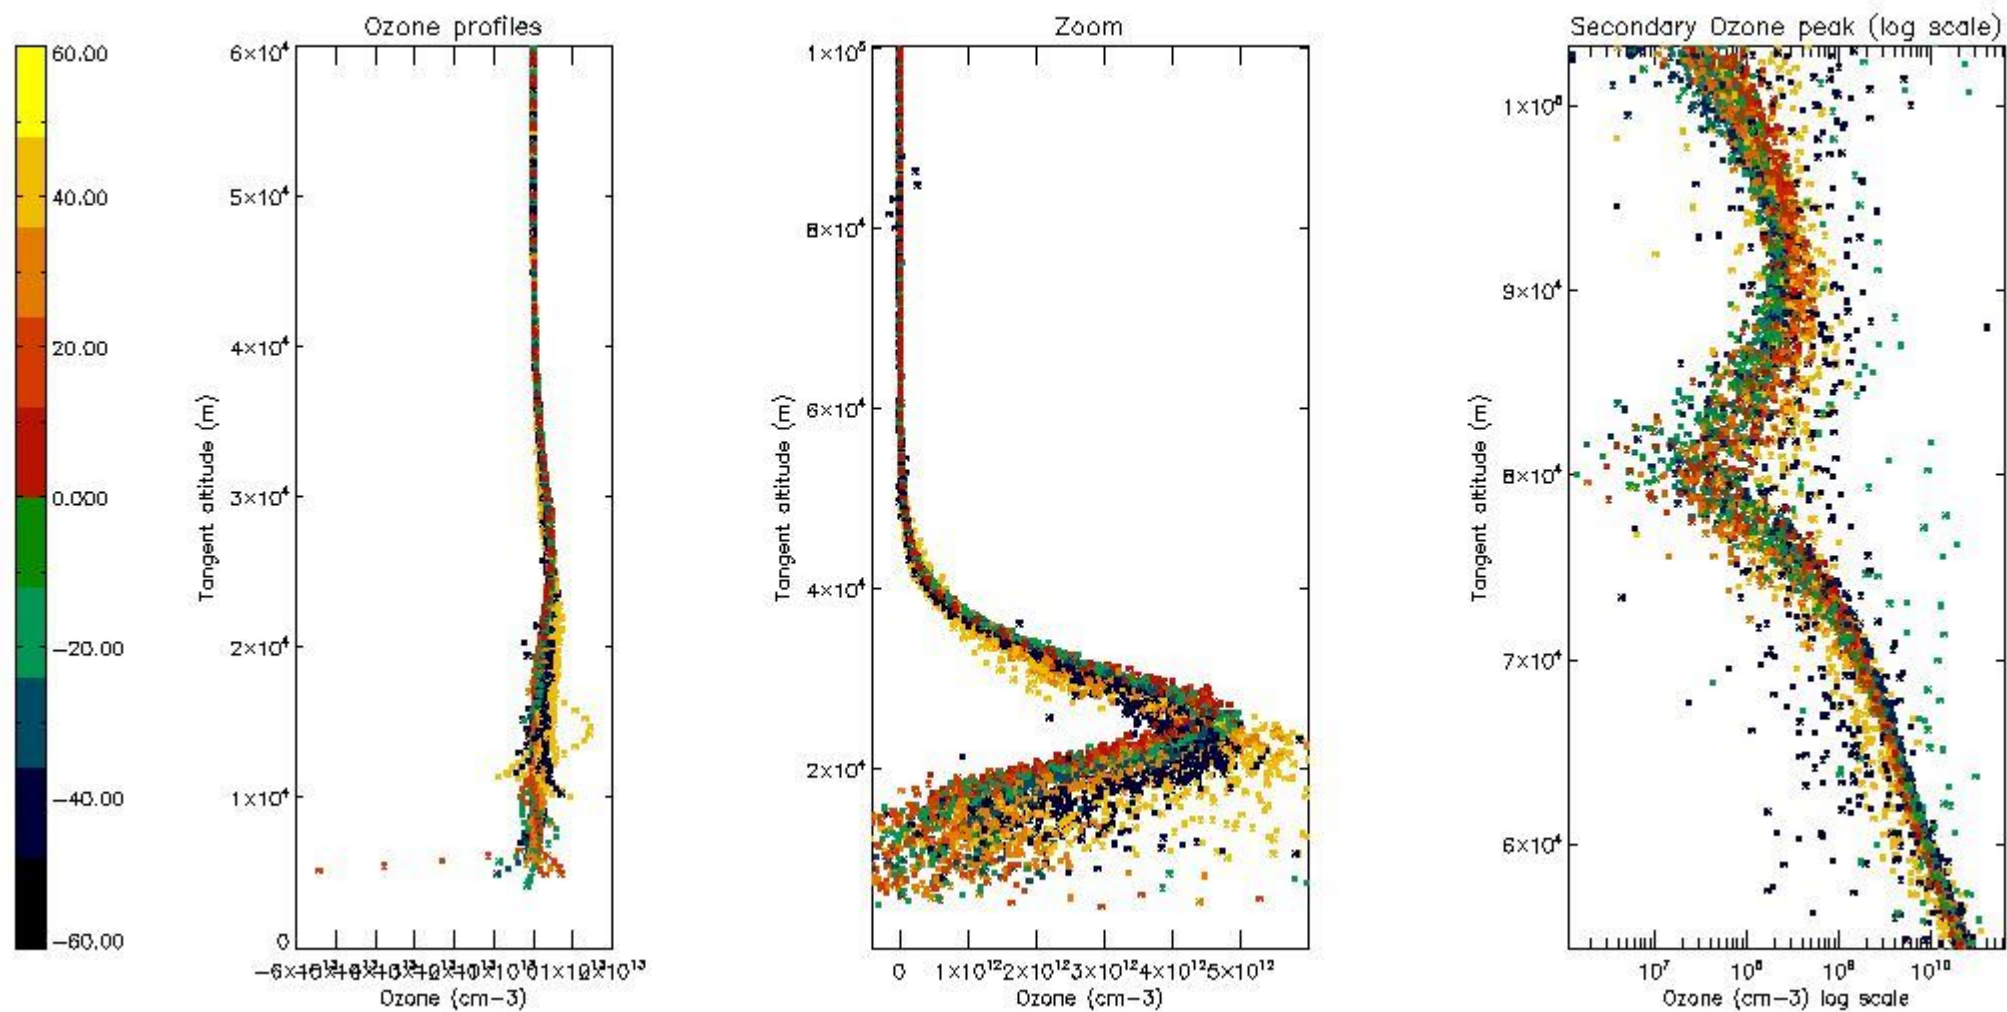 Ozone profiles
Zoom
Secondary Ozone peak (log scale)
60.00
40.00
20.00
0.000
−20.00
−40.00
−60.00
6×10⁴
5×10⁴
4×10⁴
3×10⁴
2×10⁴
1×10⁴
0
Tangent altitude (m)
Ozone (cm−3)
1×10⁵
8×10⁴
6×10⁴
4×10⁴
2×10⁴
Tangent altitude (m)
0 1×10¹² 2×10¹² 3×10¹² 4×10¹² 5×10¹²
Ozone (cm−3)
9×10⁴
8×10⁴
7×10⁴
6×10⁴
Tangent altitude (m)
10⁷ 10⁸ 10⁹ 10¹⁰
Ozone (cm−3) log scale